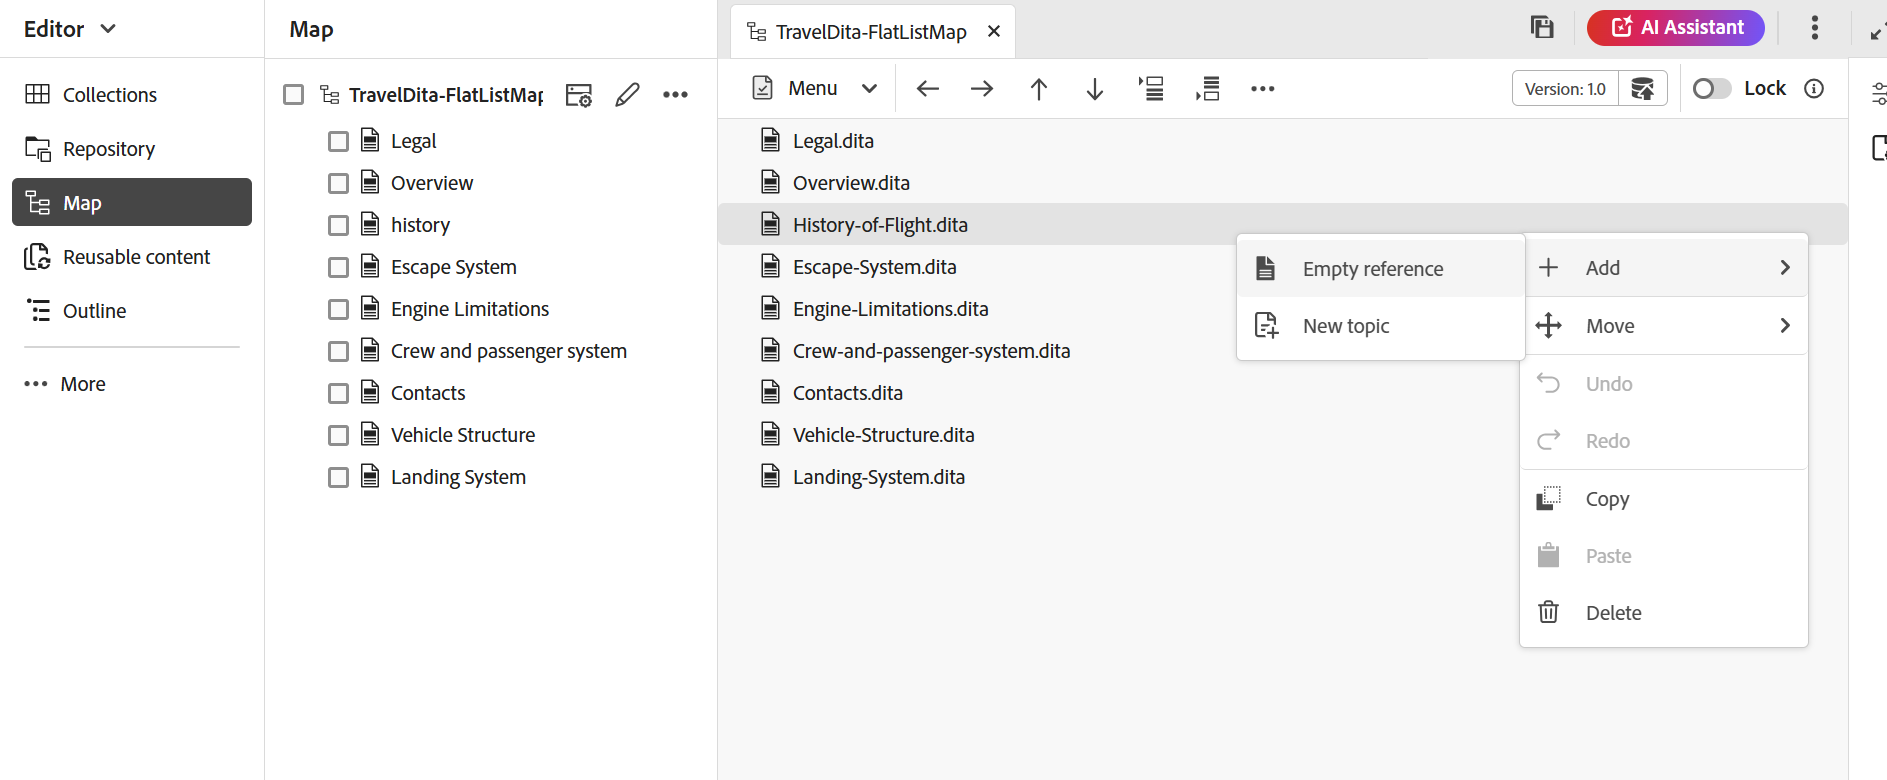 Editor
Collections
Repository
Map
Reusable content
Outline
More
Map
TravelDita-FlatListMap
Legal
Overview
history
Escape System
Engine Limitations
Crew and passenger system
Contacts
Vehicle Structure
Landing System
TravelDita-FlatListMap
AI Assistant
Menu
Version: 1.0
Lock
Legal.dita
Overview.dita
History-of-Flight.dita
Escape-System.dita
Engine-Limitations.dita
Crew-and-passenger-system.dita
Contacts.dita
Vehicle-Structure.dita
Landing-System.dita
Empty reference
New topic
Add
Move
Undo
Redo
Copy
Paste
Delete